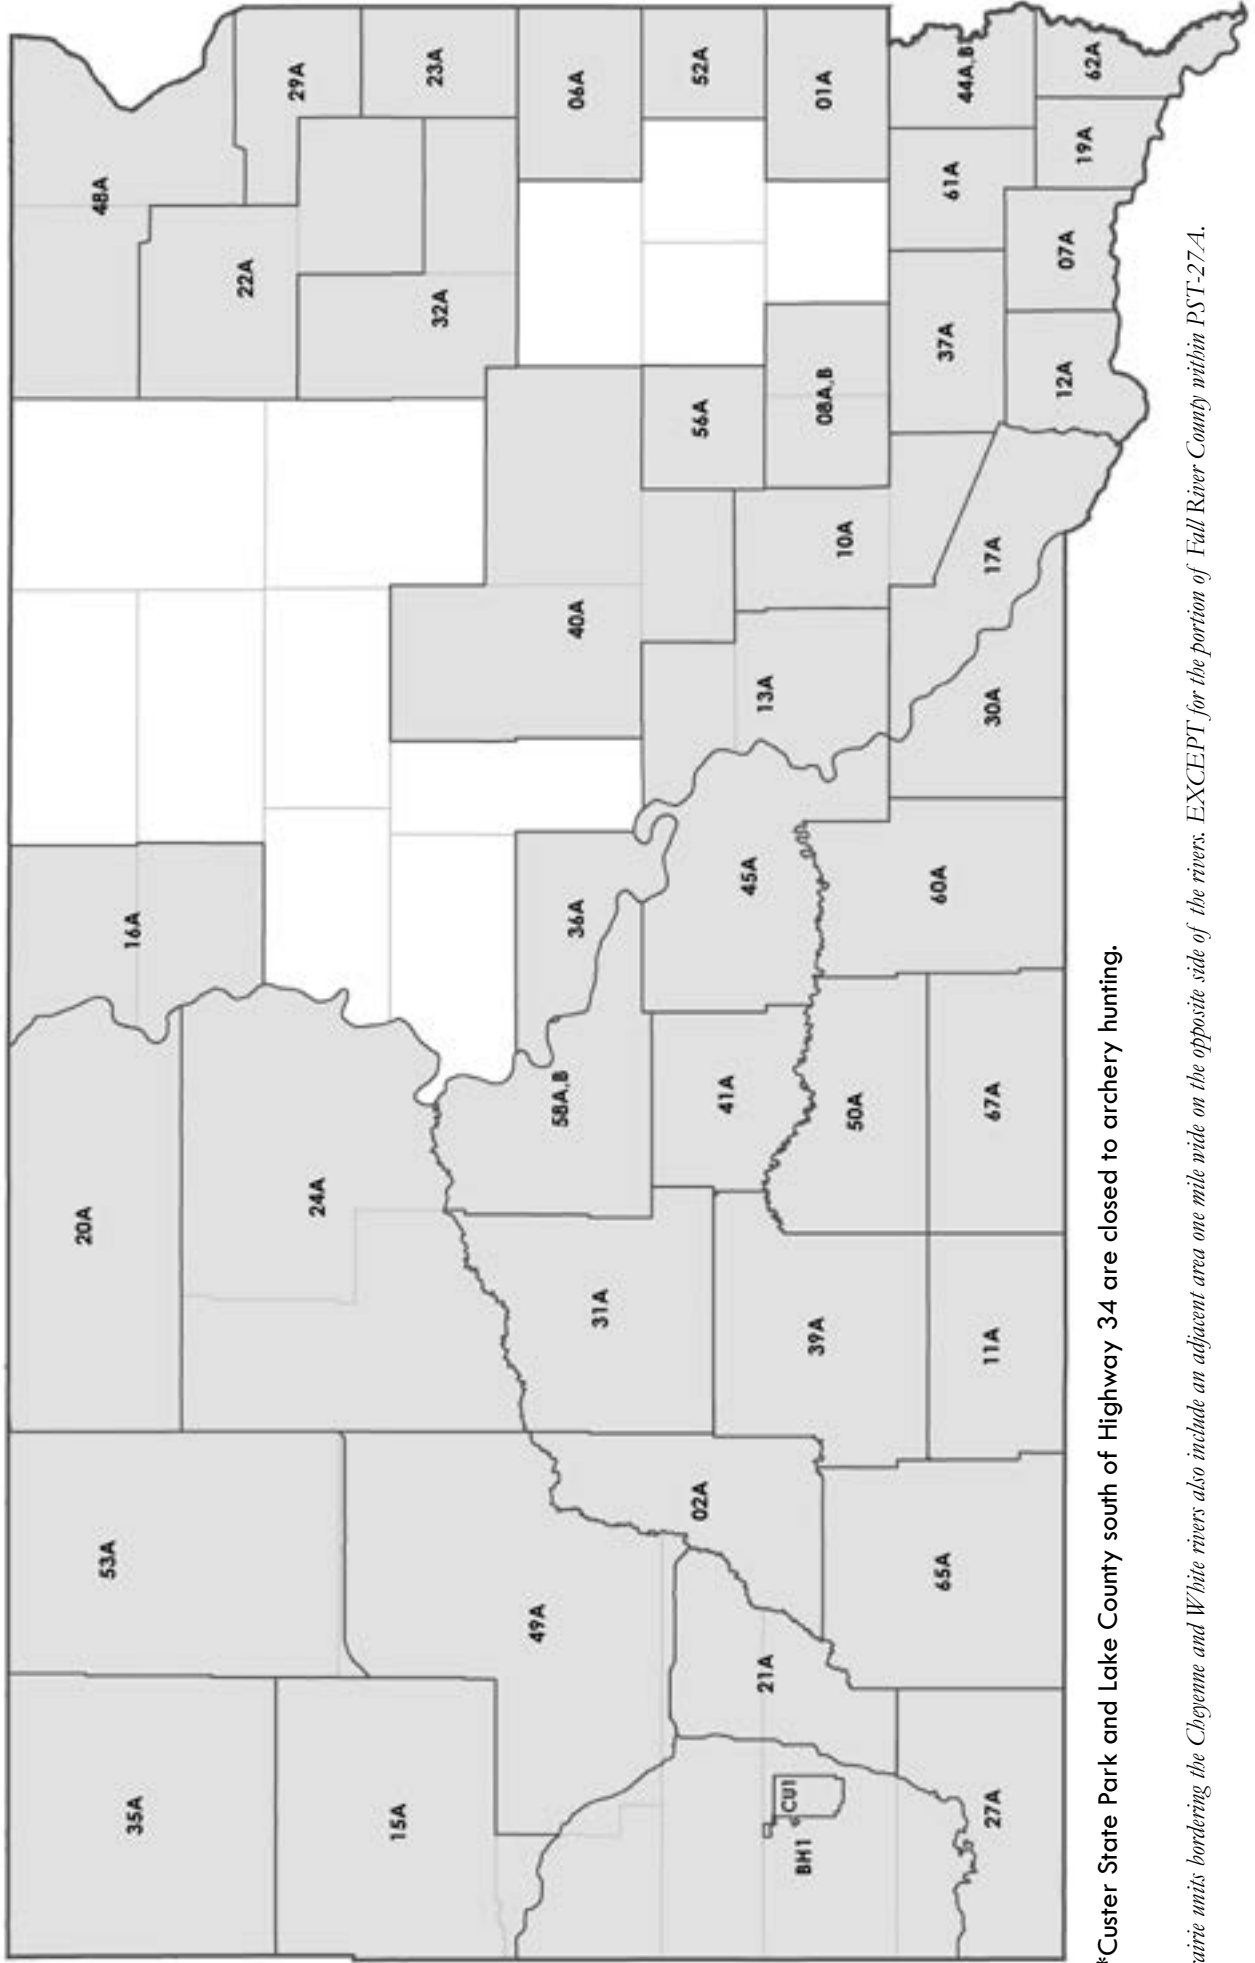 35A
53A
20A
16A
48A
22A
29A
24A
15A
23A
32A
49A
58A,B
36A
40A
06A
31A
02A
56A
52A
41A
45A
21A
13A
CU1
BH1
39A
08A,B
01A
10A
50A
60A
65A
37A
61A
44A,B
27A
11A
67A
30A
17A
12A
07A
19A
62A
*Custer State Park and Lake County south of Highway 34 are closed to archery hunting.
rairie units bordering the Cheyenne and White rivers also include an adjacent area one mile wide on the opposite side of the rivers. EXCEPT for the portion of Fall River County within PST-27A.